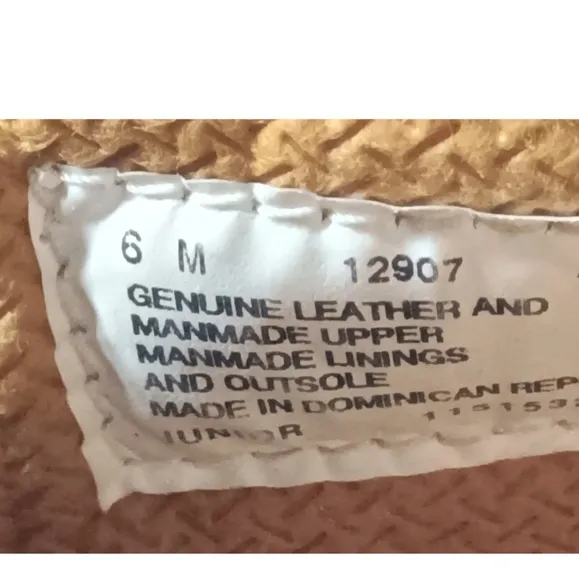 6 M 12907
GENUINE LEATHER AND
MANMADE UPPER
MANMADE LININGS
AND OUTSOLE
MADE IN DOMINICAN REP
JUNIOR